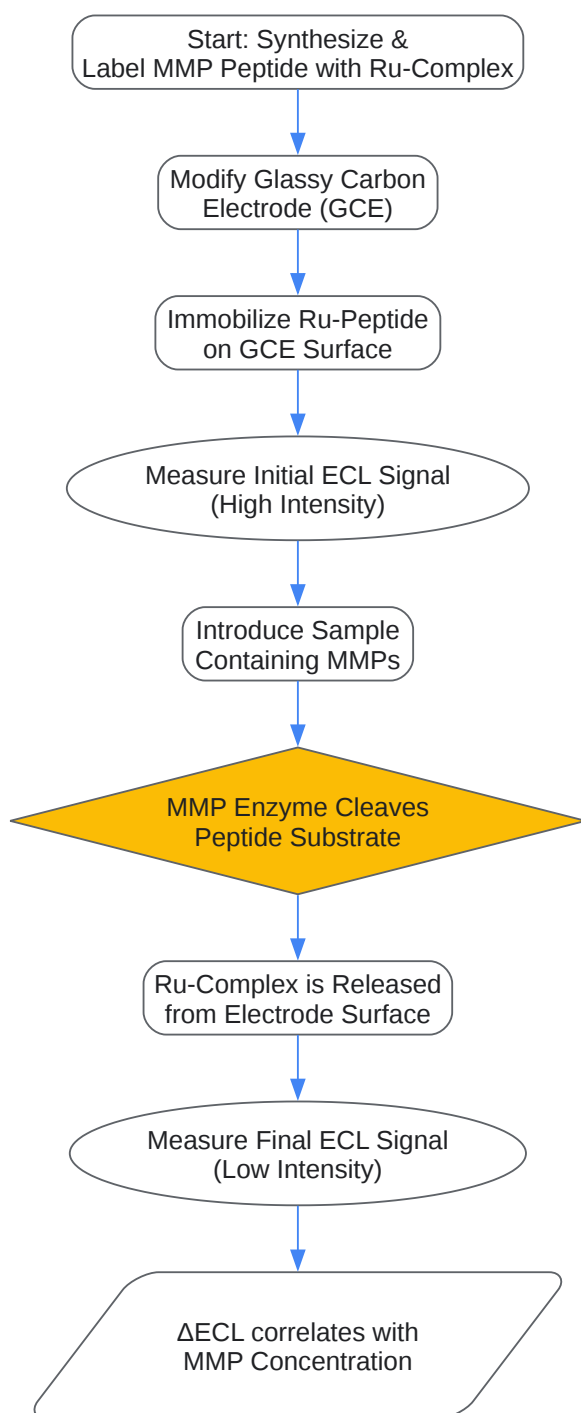 Start: Synthesize &
Label MMP Peptide with Ru-Complex
Modify Glassy Carbon
Electrode (GCE)
Immobilize Ru-Peptide
on GCE Surface
Measure Initial ECL Signal
(High Intensity)
Introduce Sample
Containing MMPs
MMP Enzyme Cleaves
Peptide Substrate
Ru-Complex is Released
from Electrode Surface
Measure Final ECL Signal
(Low Intensity)
ΔECL correlates with
MMP Concentration